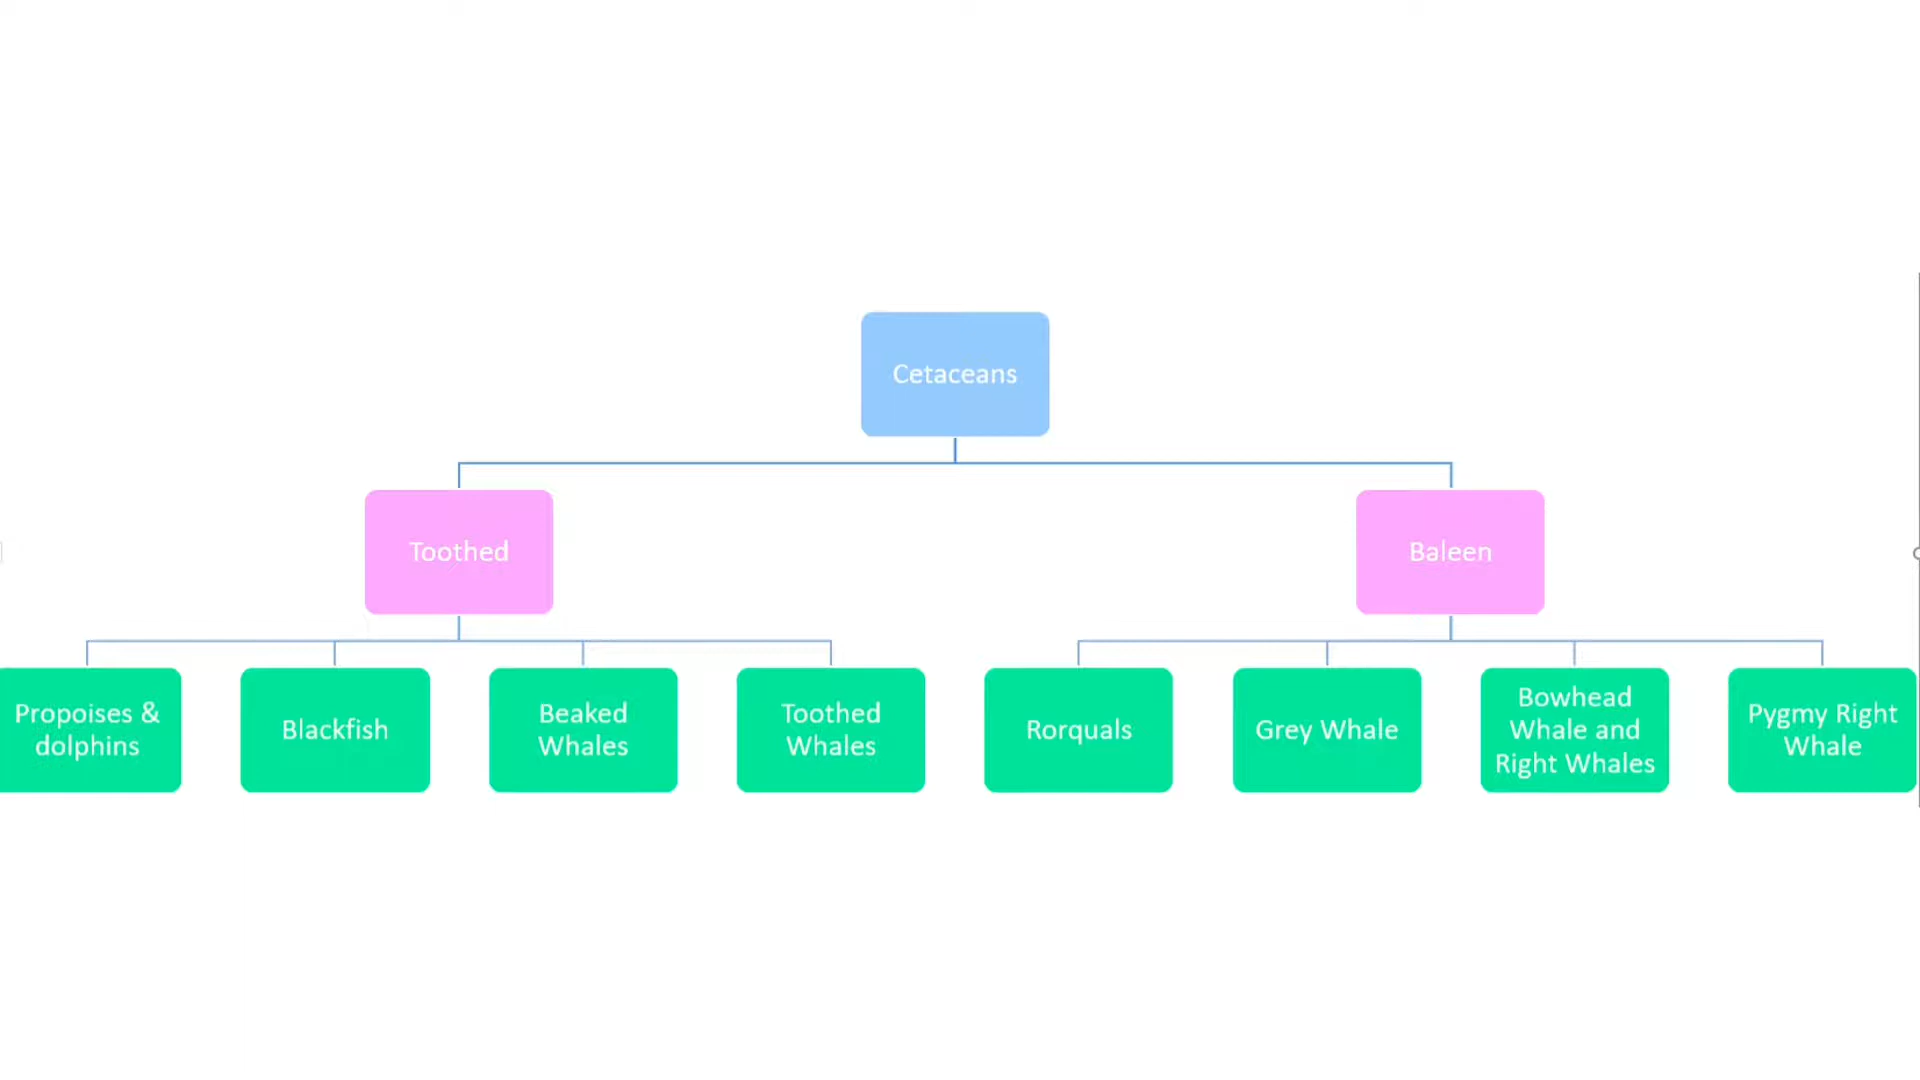 Cetaceans
Toothed
Baleen
Propoises &
dolphins
Blackfish
Beaked
Whales
Toothed
Whales
Rorquals
Grey Whale
Bowhead
Whale and
Right Whales
Pygmy Right
Whale